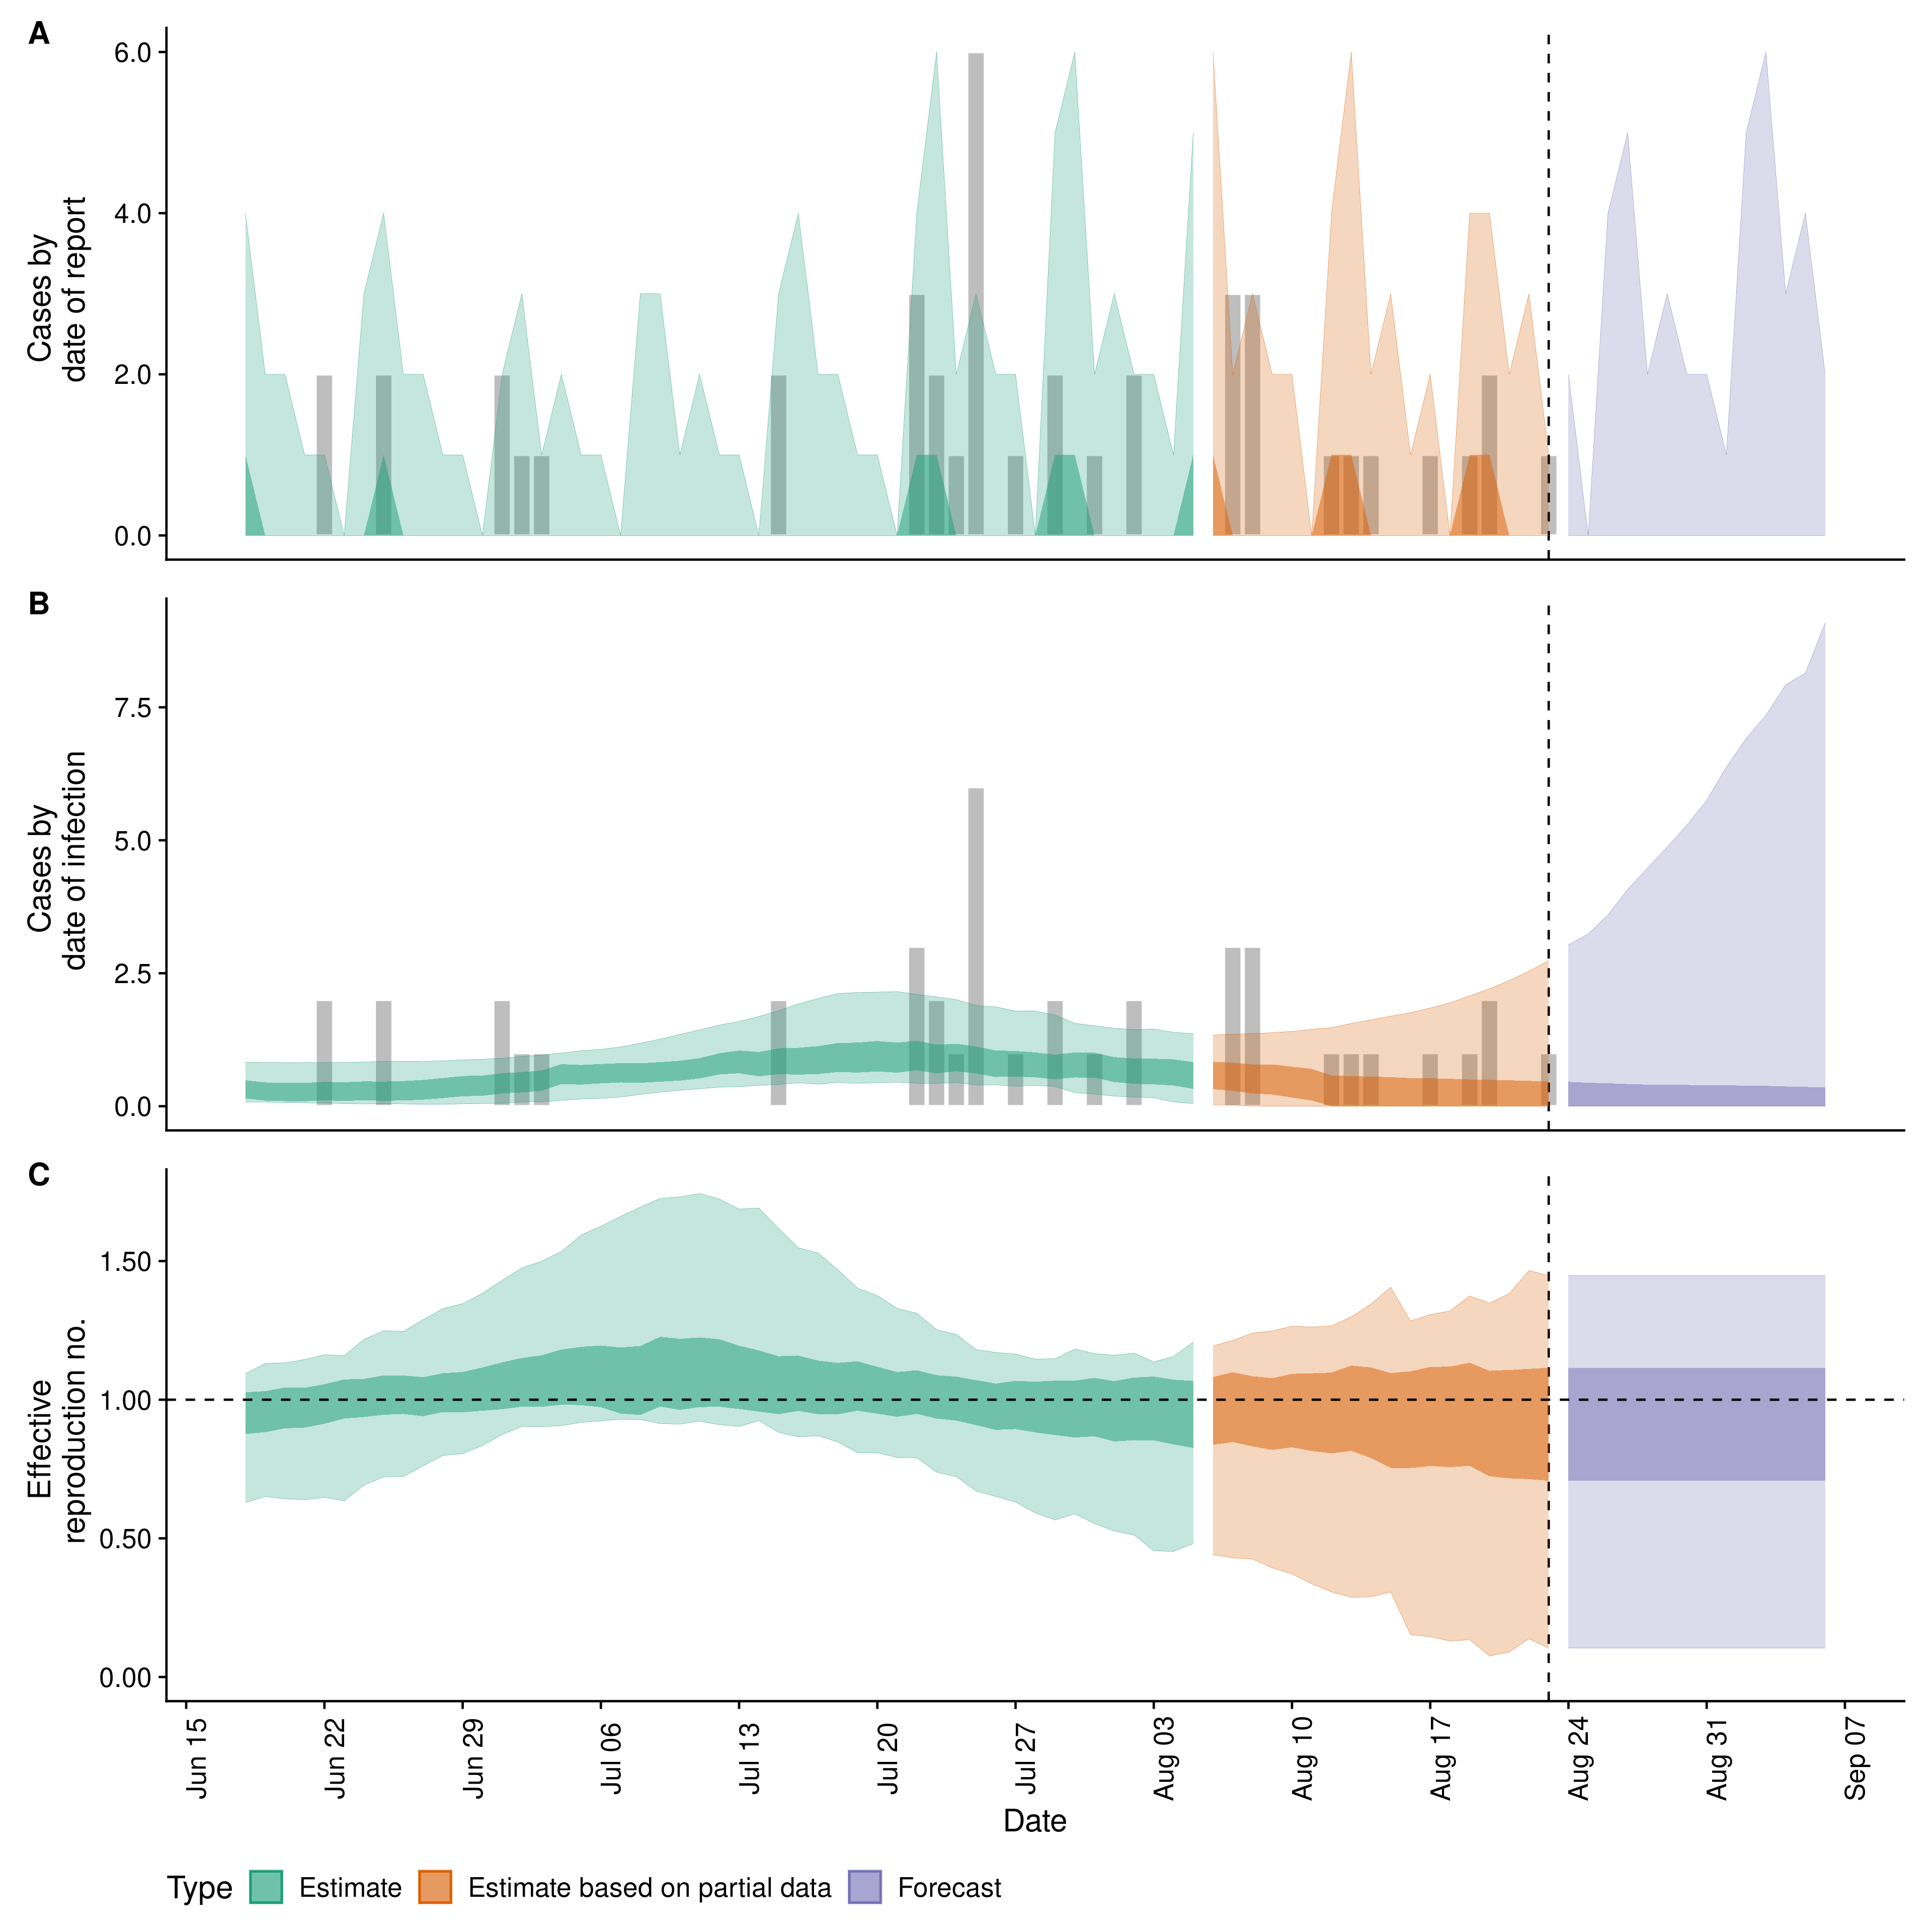 A
Cases by
date of report
6.0
4.0
2.0
0.0
B
Cases by
date of infection
7.5
5.0
2.5
0.0
C
Effective
reproduction no.
1.50
1.00
0.50
0.00
Jun 15
Jun 22
Jun 29
Jul 06
Jul 13
Jul 20
Jul 27
Aug 03
Aug 10
Aug 17
Aug 24
Aug 31
Sep 07
Date
Type Estimate Estimate based on partial data Forecast